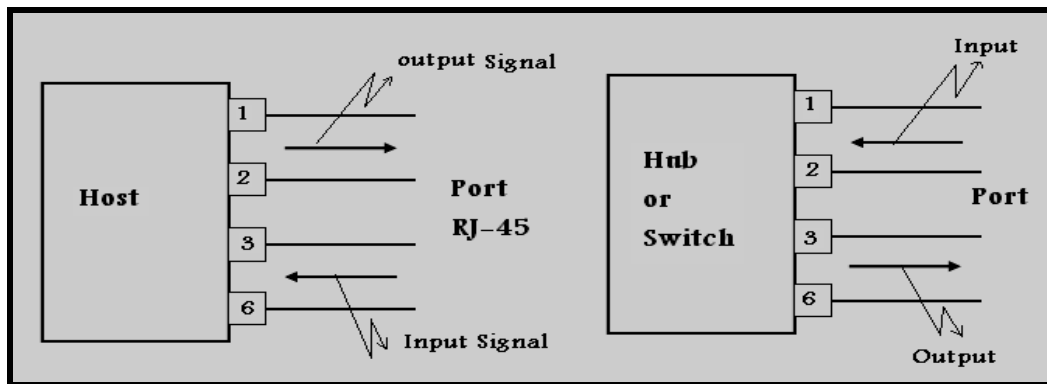 output Signal
1
2
3
6
Host
Port
RJ-45
Input Signal
Input
1
2
3
6
Hub
or
Switch
Port
Output